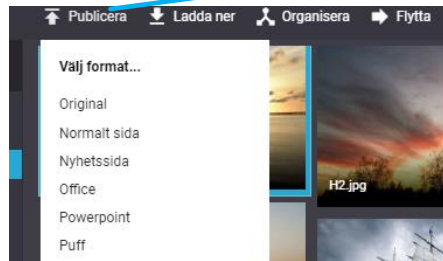 Publicera Ladda ner Organisera Flytta
Välj format...
Original
Normalt sida
Nyhetssida
Office
Powerpoint
Puff
H2.jpg